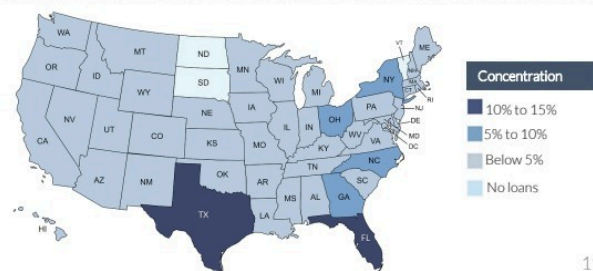 WA
OR
CA
NV
ID
MT
WY
UT
CO
AZ
NM
ND
SD
NE
KS
OK
TX
MN
IA
MO
AR
LA
WI
IL
MI
IN
OH
KY
TN
MS
AL
GA
FL
SC
NC
VA
WV
PA
NY
VT
NH
ME
MA
CT
RI
NJ
DE
MD
DC
HI
Concentration
10% to 15%
5% to 10%
Below 5%
No loans
1